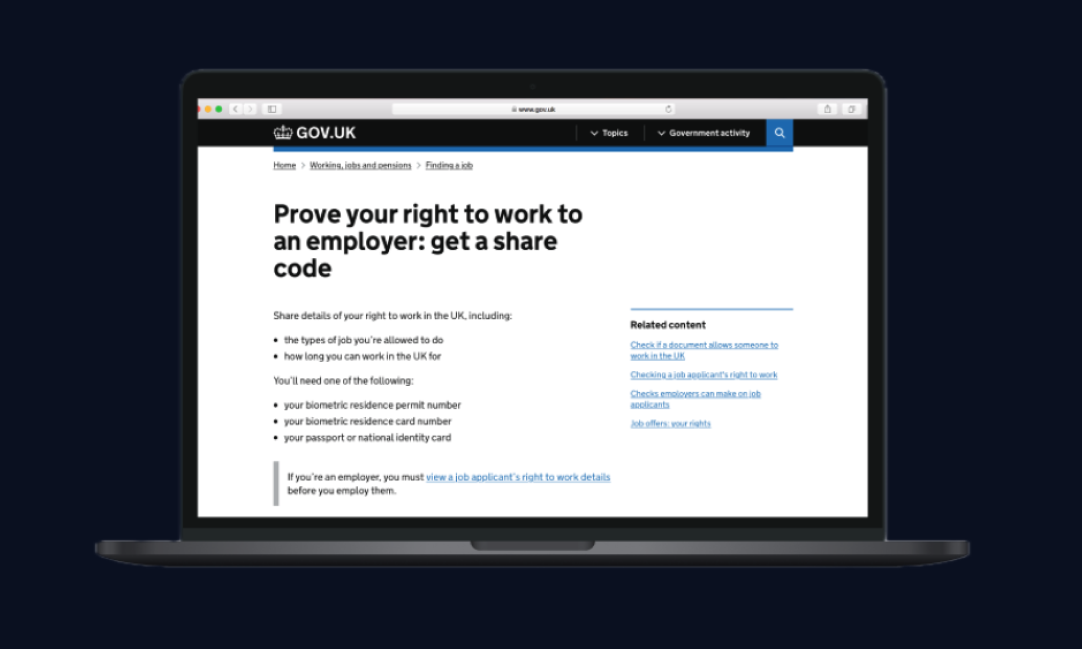 www.gov.uk
GOV.UK
Topics
Government activity
Home > Working, jobs and pensions > Finding a job
Prove your right to work to
an employer: get a share
code
Share details of your right to work in the UK, including:
• the types of job you're allowed to do
• how long you can work in the UK for
You'll need one of the following:
• your biometric residence permit number
• your biometric residence card number
• your passport or national identity card
If you're an employer, you must view a job applicant's right to work details
before you employ them.
Related content
Check if a document allows someone to
work in the UK
Checking a job applicant's right to work
Checks employers can make on job
applicants
Job offers: your rights